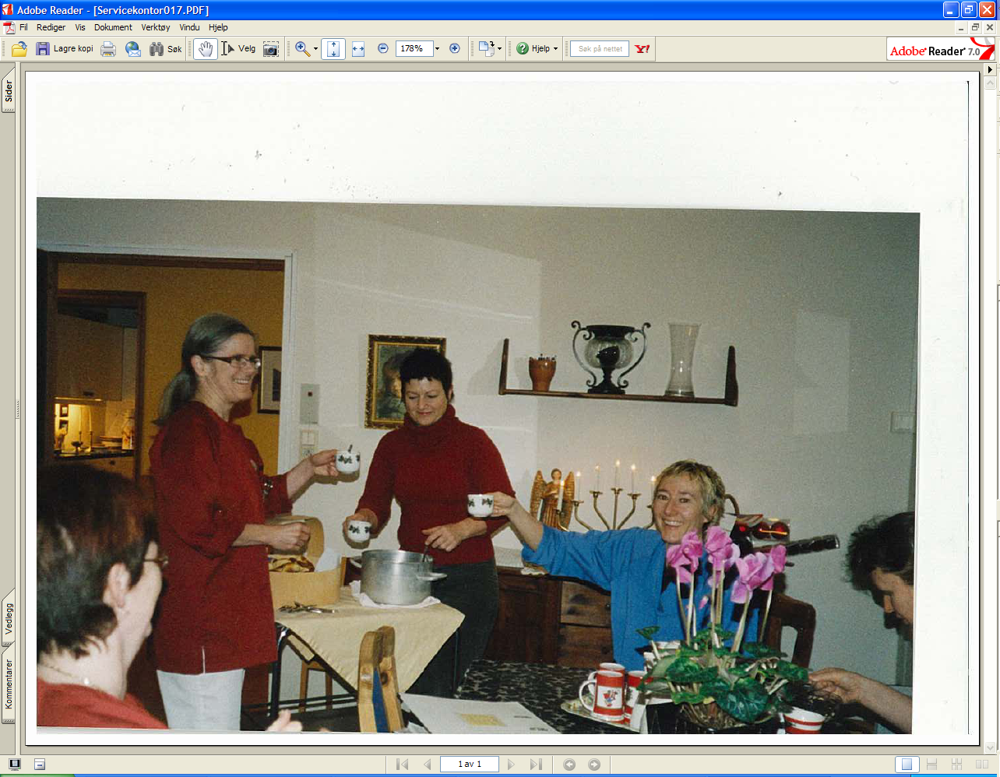 Adobe Reader - [Servicekontor017.PDF]
Fil Rediger Vis Dokument Verktøy Vindu Hjelp
Lagre kopi Søk Velg 178% Hjelp Søk på nettet Y! Adobe Reader 7.0
Sider
Vedlegg
Kommentarer
1 av 1